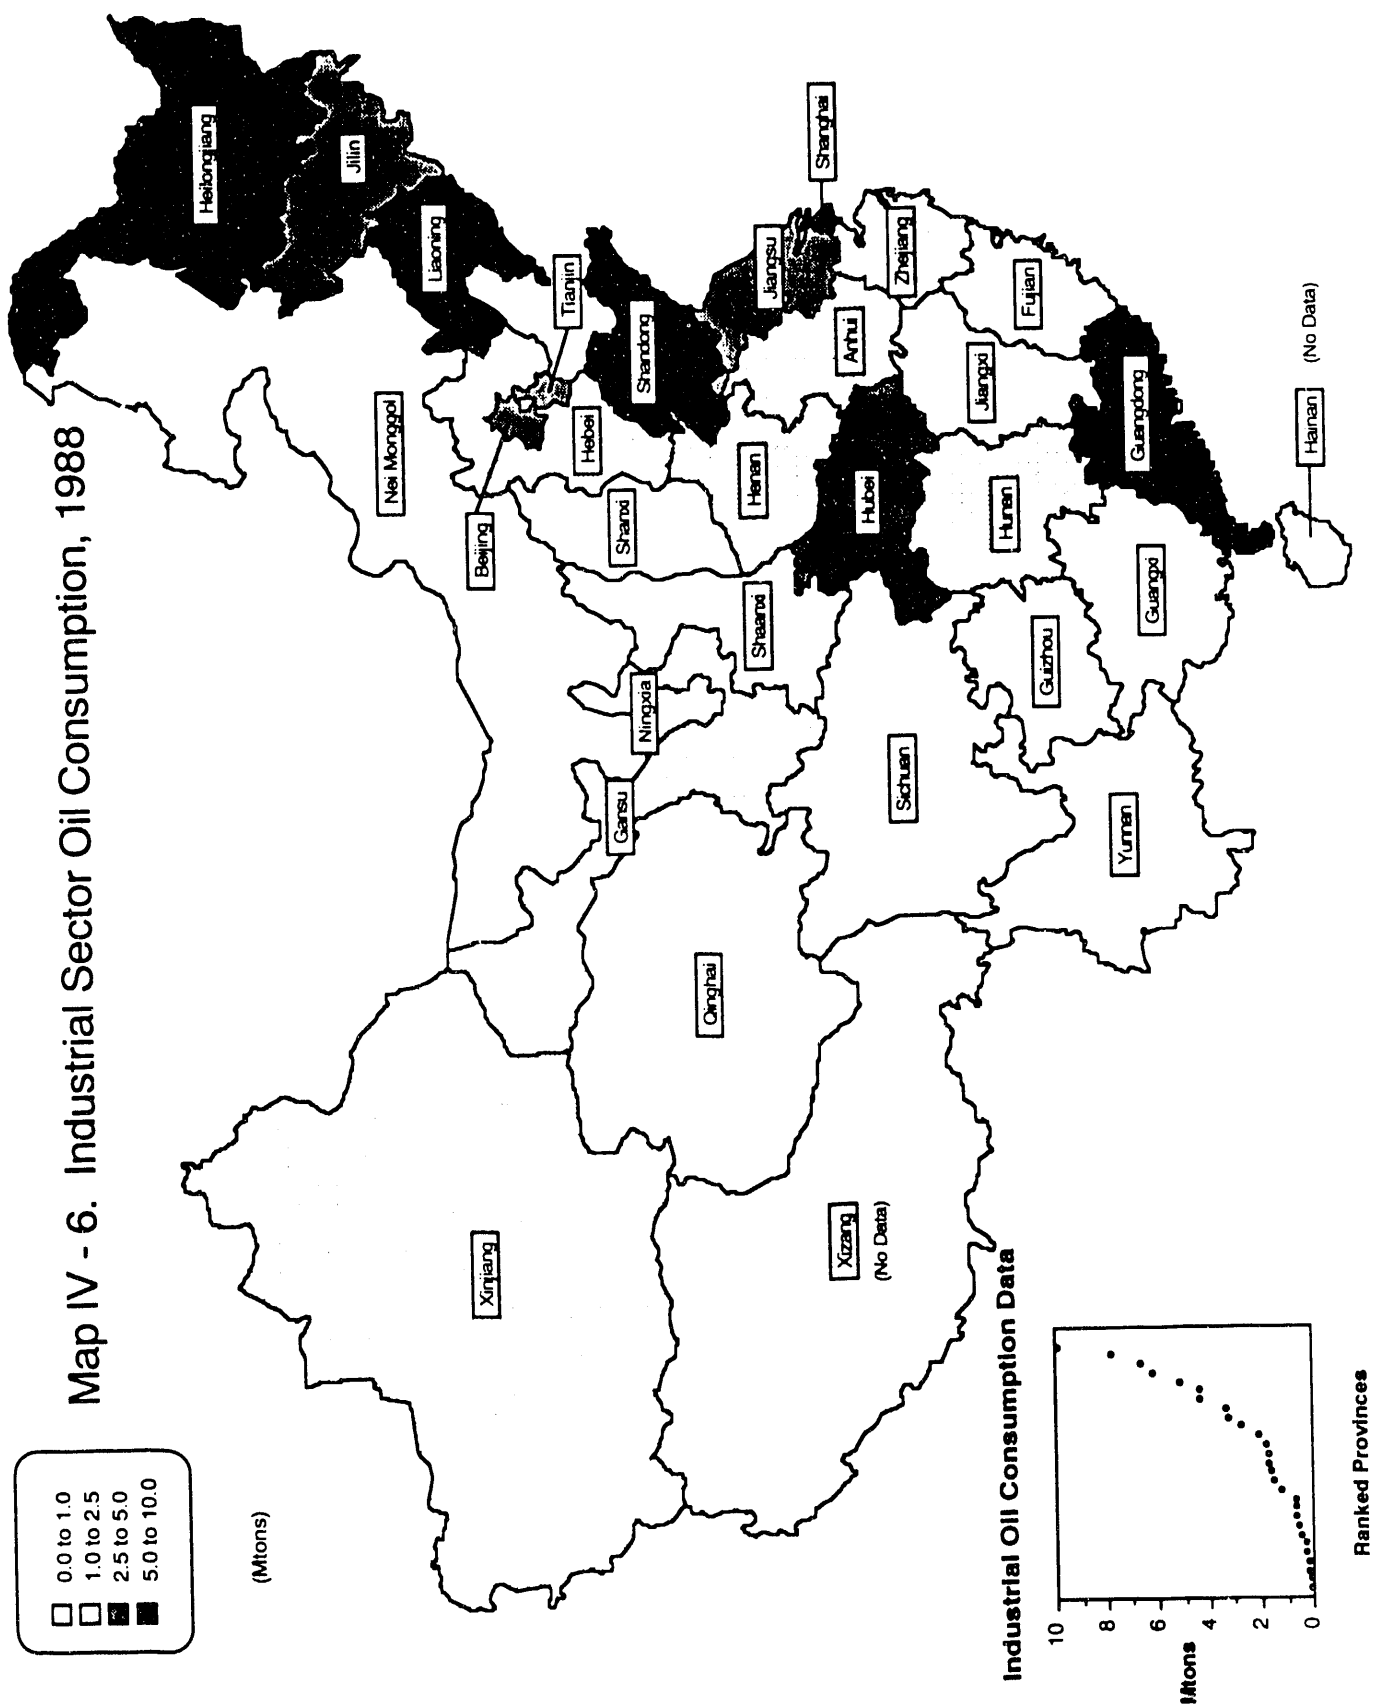 Map IV - 6. Industrial Sector Oil Consumption, 1988
0.0 to 1.0
1.0 to 2.5
2.5 to 5.0
5.0 to 10.0
(Mtons)
Heilongjiang
Jilin
Liaoning
Nei Mongol
Beijing
Tianjin
Hebei
Shanxi
Shandong
Xinjiang
Gansu
Ningxia
Shaanxi
Henan
Jiangsu
Shanghai
Qinghai
Xizang
(No Data)
Sichuan
Hubei
Anhui
Zhejiang
Hunan
Jiangxi
Fujian
Guizhou
Yunnan
Guangxi
Guangdong
Hainan
(No Data)
Industrial Oil Consumption Data
10
8
6
4
2
0
Mtons
Ranked Provinces